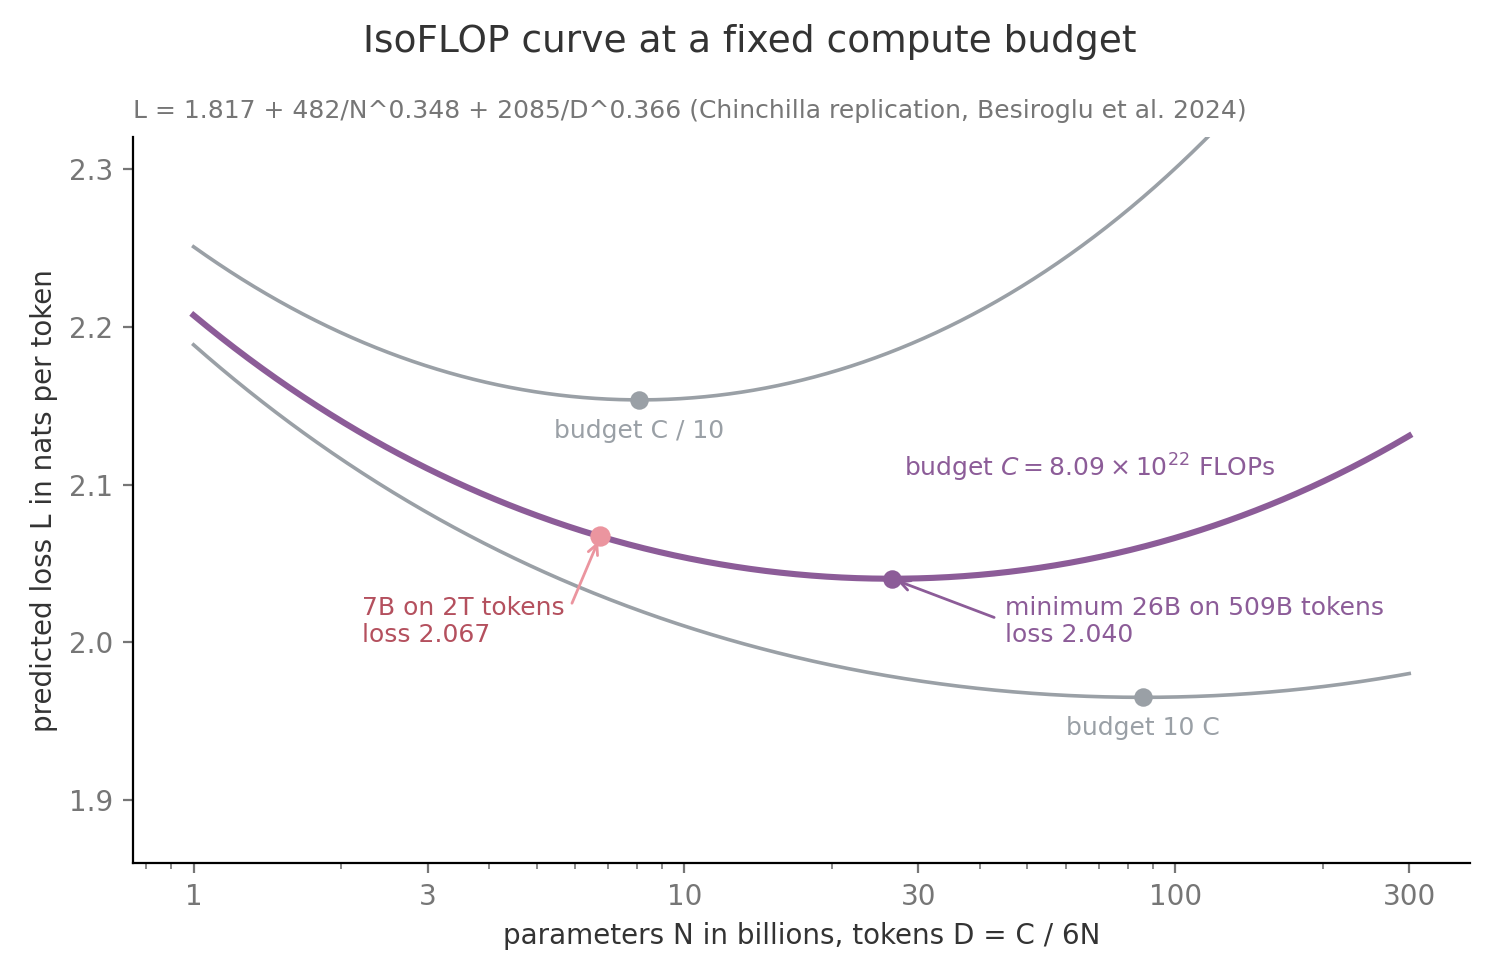 IsoFLOP curve at a fixed compute budget
L = 1.817 + 482/N^0.348 + 2085/D^0.366 (Chinchilla replication, Besiroglu et al. 2024)
predicted loss L in nats per token
2.3
2.2
2.1
2.0
1.9
budget C / 10
budget C = 8.09 × 10²² FLOPs
7B on 2T tokens
loss 2.067
minimum 26B on 509B tokens
loss 2.040
budget 10 C
1
3
10
30
100
300
parameters N in billions, tokens D = C / 6N